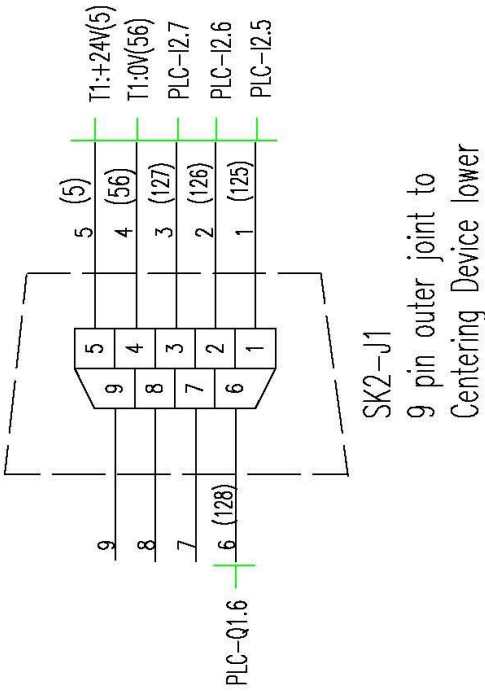 5 (5) T1:+24V(5)
4 (56) T1:0V(56)
3 (127) PLC-I2.7
2 (126) PLC-I2.6
1 (125) PLC-I2.5
5
4
3
2
1
9
8
7
6
9
8
7
6 (128)
PLC-Q1.6
SK2-J1
9 pin outer joint to
Centering Device lower